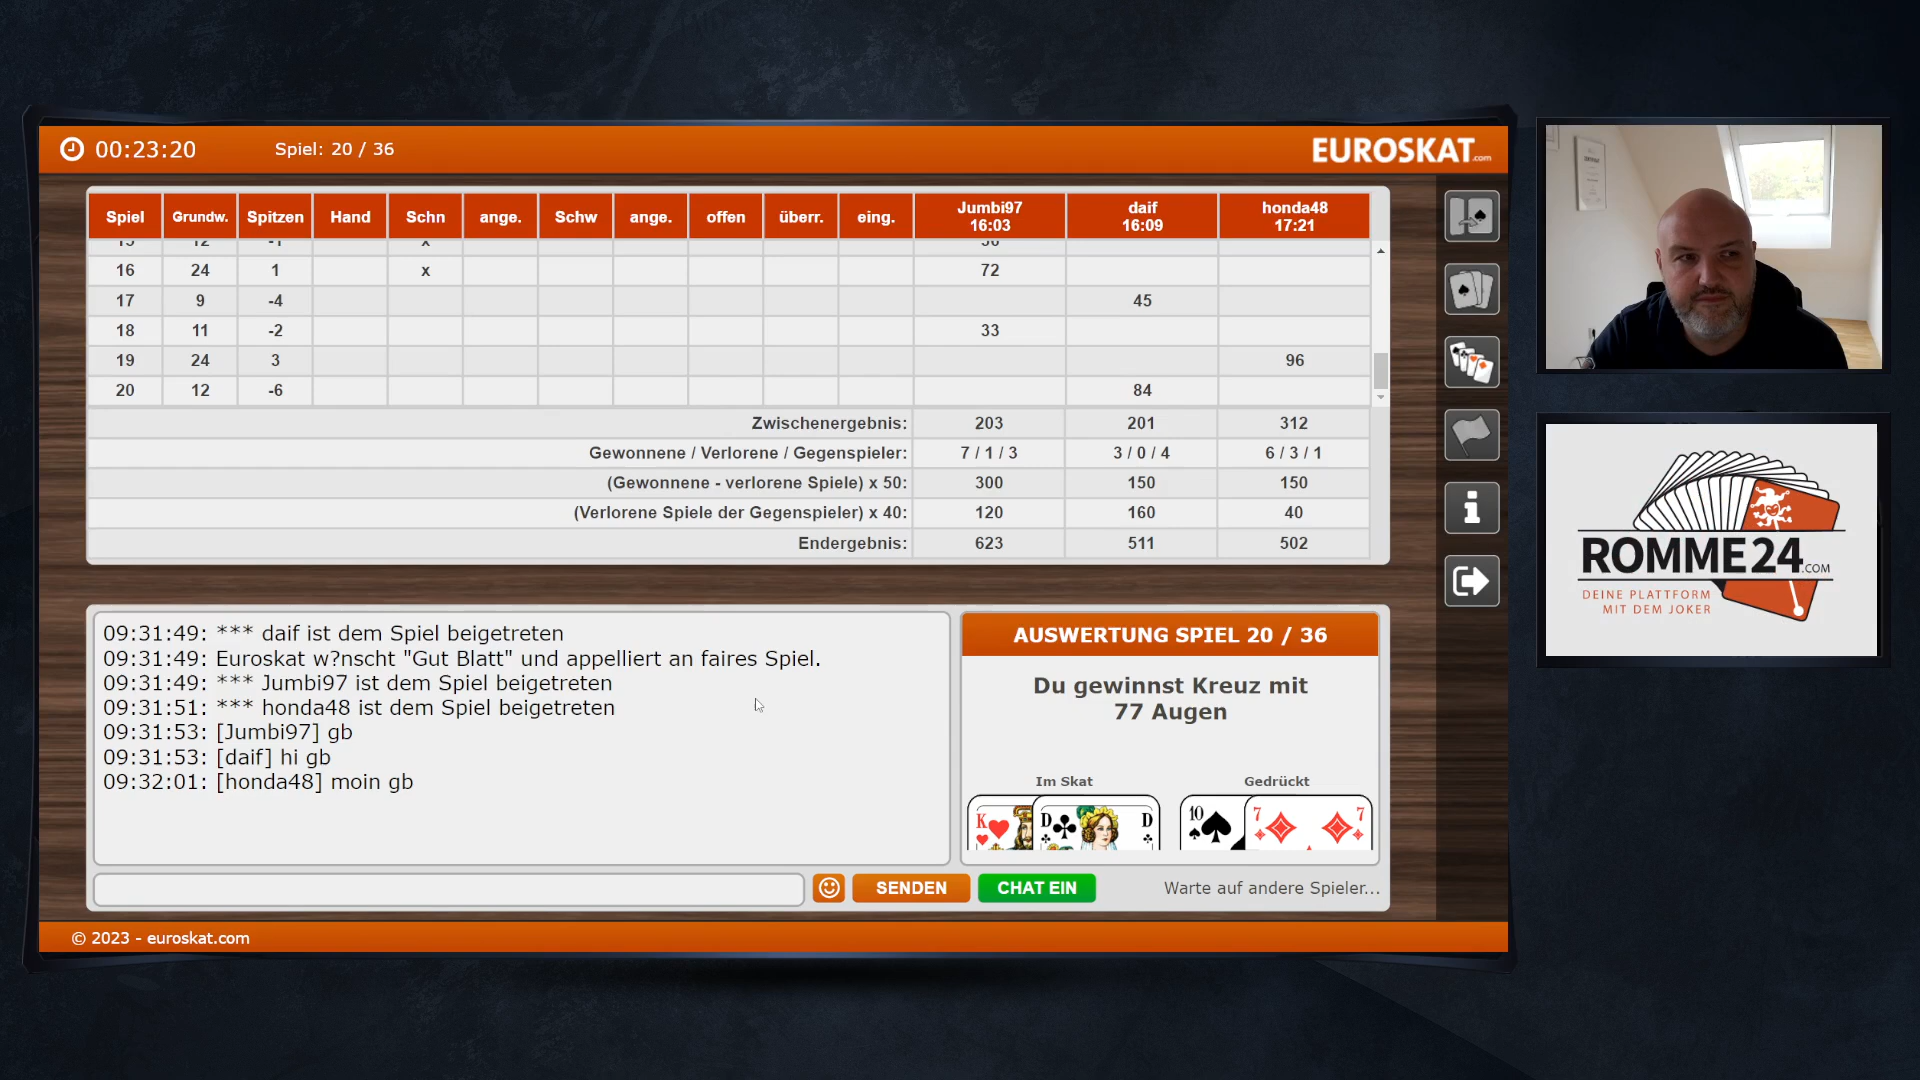 00:23:20
Spiel: 20 / 36
EUROSKAT.com
Spiel Grundw. Spitzen Hand Schn ange. Schw ange. offen überr. eing. Jumbi97 16:03 daif 16:09 honda48 17:21
15 12 -1 x 36
16 24 1 x 72
17 9 -4 45
18 11 -2 33
19 24 3 96
20 12 -6 84
Zwischenergebnis: 203 201 312
Gewonnene / Verlorene / Gegenspieler: 7 / 1 / 3 3 / 0 / 4 6 / 3 / 1
(Gewonnene - verlorene Spiele) x 50: 300 150 150
(Verlorene Spiele der Gegenspieler) x 40: 120 160 40
Endergebnis: 623 511 502
09:31:49: *** daif ist dem Spiel beigetreten
09:31:49: Euroskat w?nscht "Gut Blatt" und appelliert an faires Spiel.
09:31:49: *** Jumbi97 ist dem Spiel beigetreten
09:31:51: *** honda48 ist dem Spiel beigetreten
09:31:53: [Jumbi97] gb
09:31:53: [daif] hi gb
09:32:01: [honda48] moin gb
AUSWERTUNG SPIEL 20 / 36
Du gewinnst Kreuz mit
77 Augen
Im Skat
Gedrückt
K D D
10 7 7
SENDEN
CHAT EIN
Warte auf andere Spieler...
© 2023 - euroskat.com
ROMME24.COM
DEINE PLATTFORM
MIT DEM JOKER